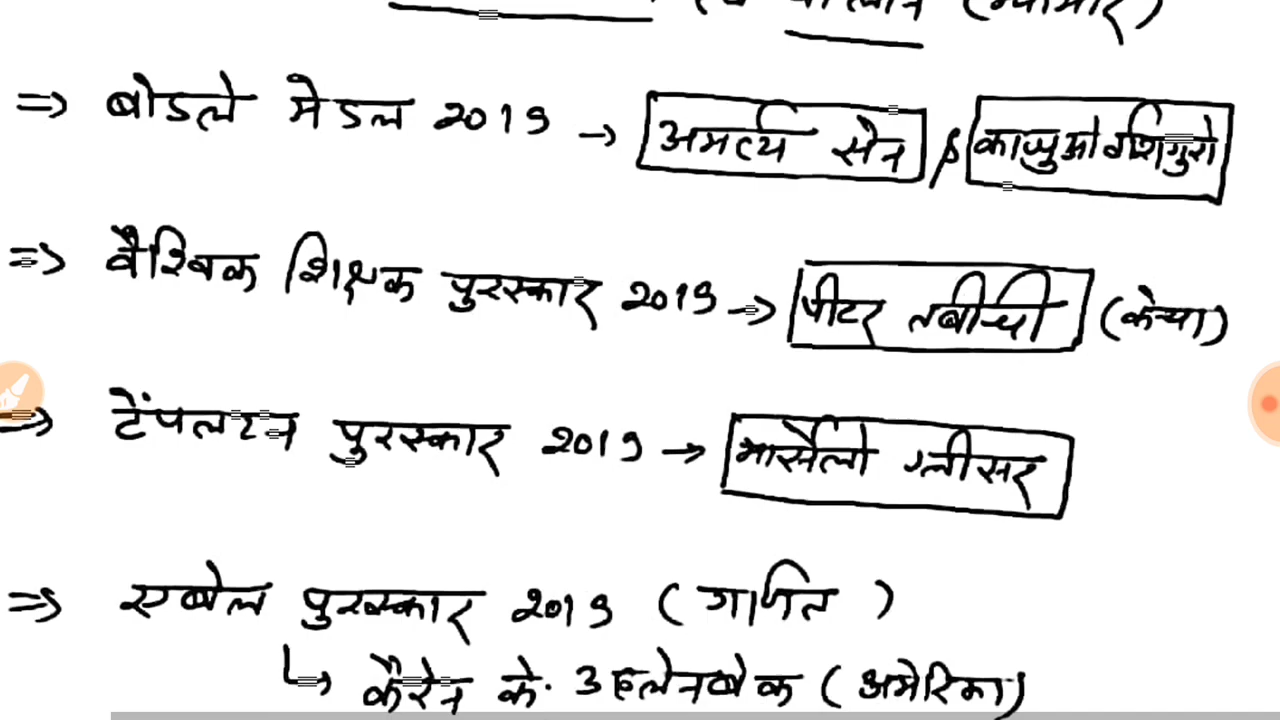 (म्यांमार)
⇒ बोडले मेडल 2019 → अमर्त्य सेन / काज़ुओ इशिगुरो
⇒ वैश्विक शिक्षक पुरस्कार 2019 → पीटर तबीची (केन्या)
⇒ टेंपलटन पुरस्कार 2019 → मार्सेलो ग्लीसर
⇒ एबेल पुरस्कार 2019 (गणित)
↳ कैरेन के. उहलेनबेक (अमेरिका)